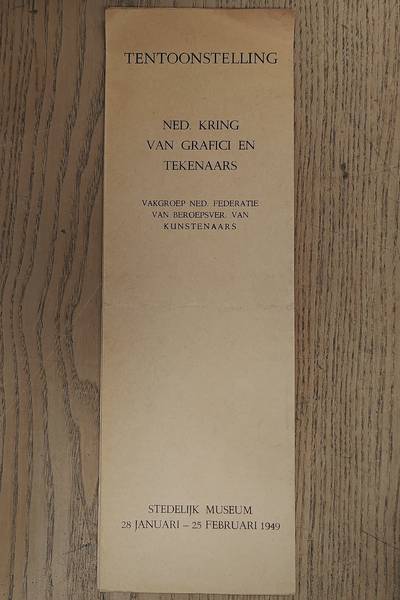 TENTOONSTELLING
NED. KRING
VAN GRAFICI EN
TEKENAARS
VAKGROEP NED. FEDERATIE
VAN BEROEPSVER. VAN
KUNSTENAARS
STEDELIJK MUSEUM
28 JANUARI – 25 FEBRUARI 1949